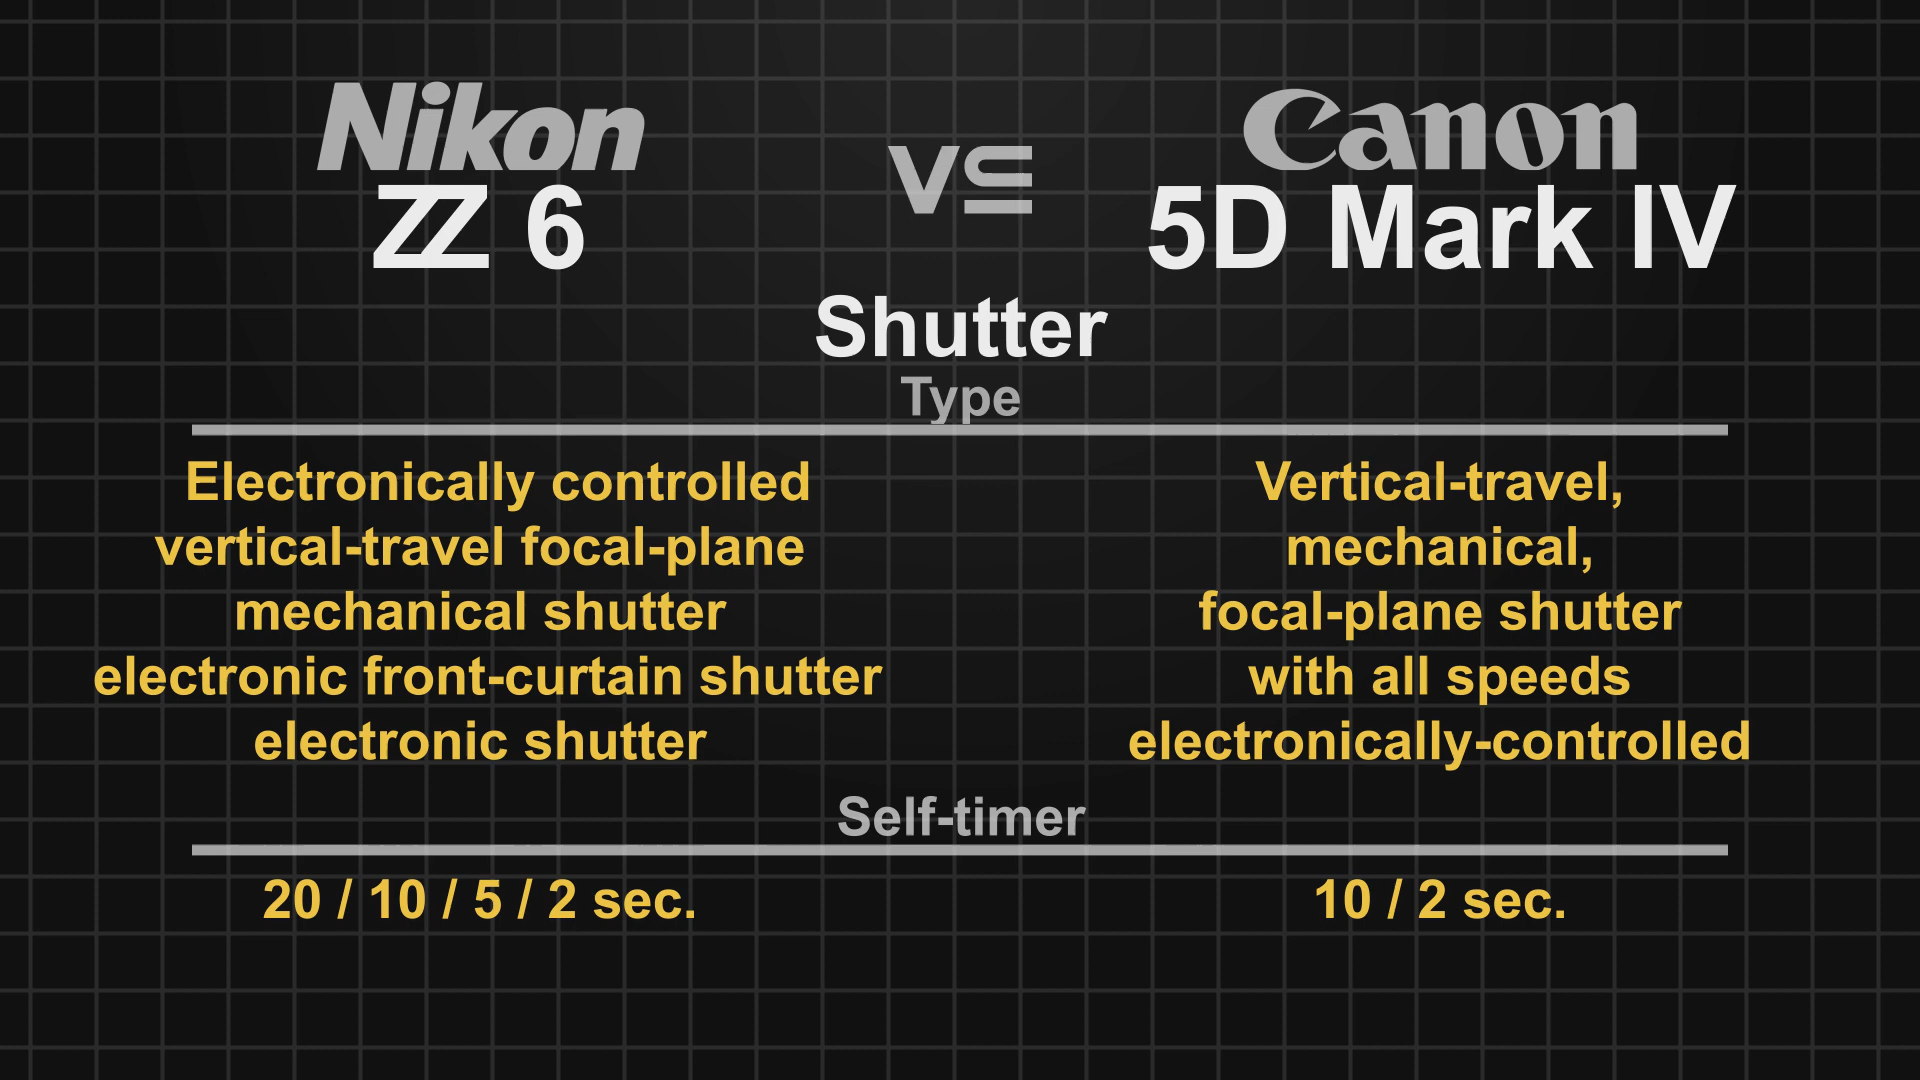 Nikon
ZZ 6
VS
Canon
5D Mark IV
Shutter
Type
Electronically controlled
vertical-travel focal-plane
mechanical shutter
electronic front-curtain shutter
electronic shutter
Vertical-travel,
mechanical,
focal-plane shutter
with all speeds
electronically-controlled
Self-timer
20 / 10 / 5 / 2 sec.
10 / 2 sec.